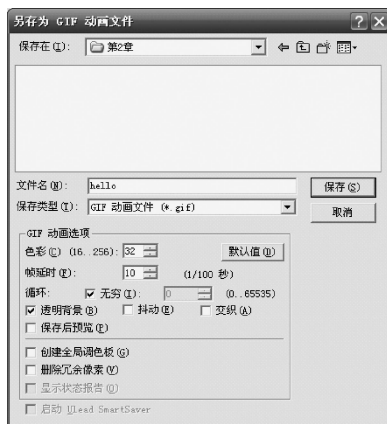 另存为 GIF 动画文件
保存在(I): 第2章
文件名(N): hello 保存(S)
保存类型(T): GIF 动画文件 (*.gif) 取消
GIF 动画选项
色彩(C) (16..256): 32 默认值(D)
帧延时(F): 10 (1/100 秒)
循环: 无穷(I): 0 (0..65535)
透明背景(B) 抖动(E) 交织(A)
保存后预览(P)
创建全局调色板(G)
删除冗余像素(V)
显示状态报告(O)
启动 Ulead SmartSaver